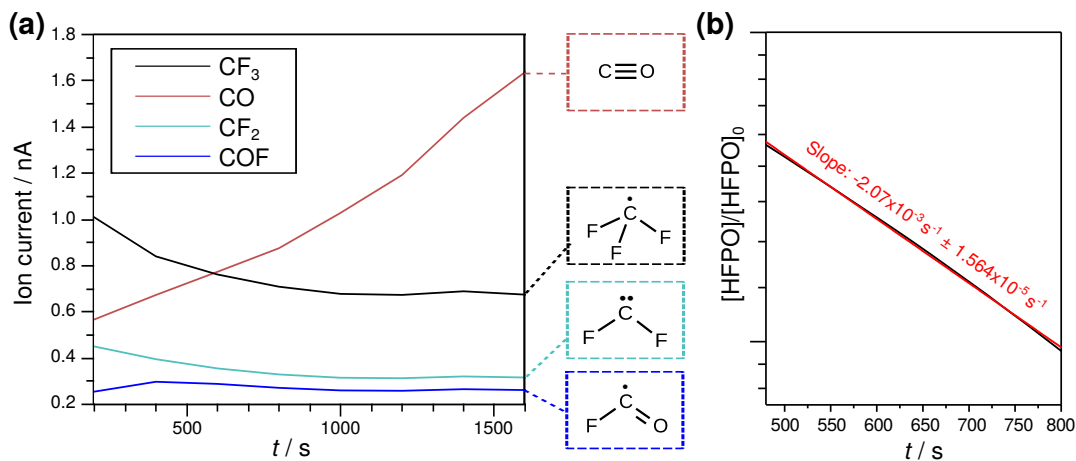 (a)
1.8
1.6
1.4
1.2
1.0
0.8
0.6
0.4
0.2
Ion current / nA
CF₃
CO
CF₂
COF
500
1000
1500
t / s
C≡O
C
F
F
F
C
F
F
C
F
O
(b)
[HFPO]/[HFPO]₀
Slope: -2.07x10⁻³s⁻¹ ± 1.564x10⁻⁵s⁻¹
500
550
600
650
700
750
800
t / s